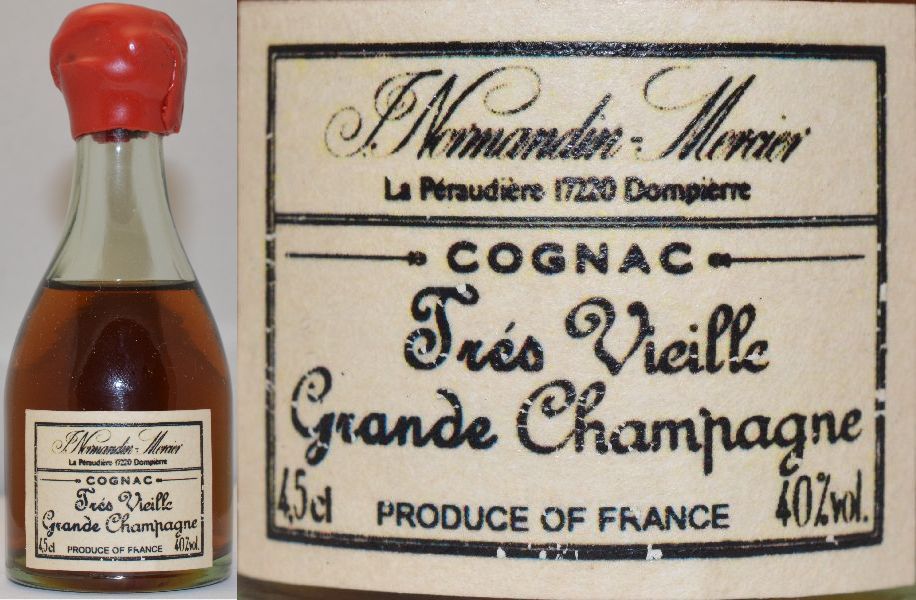 J. Normandin-Mercier
La Péraudière 17220 Dompierre
COGNAC
Trés Vieille
Grande Champagne
4,5cl PRODUCE OF FRANCE 40%vol.
J. Normandin-Mercier
La Péraudière 17220 Dompierre
COGNAC
Trés Vieille
Grande Champagne
4,5cl PRODUCE OF FRANCE 40%vol.